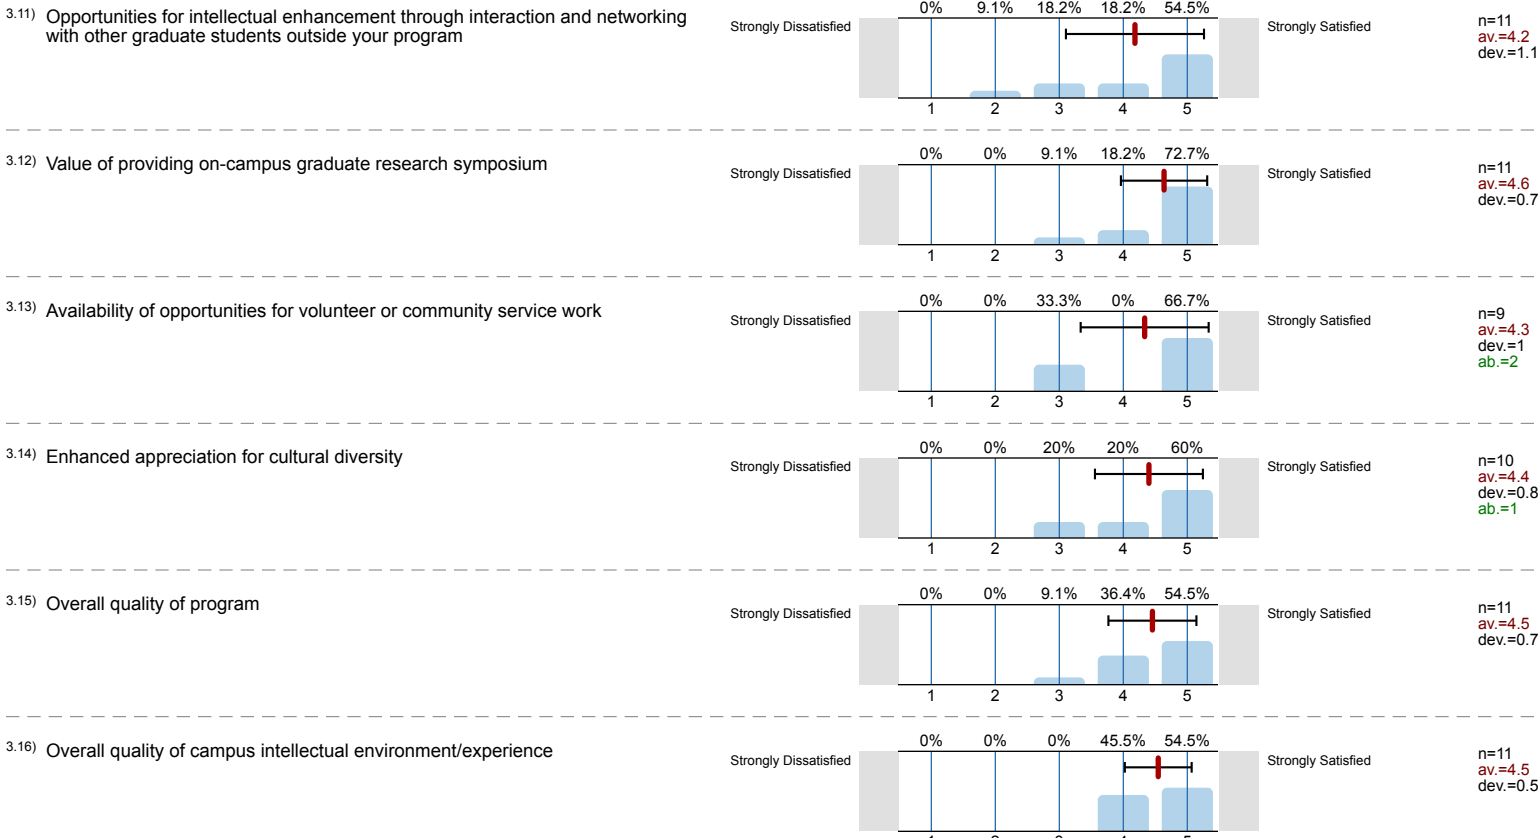 3.11) Opportunities for intellectual enhancement through interaction and networking
with other graduate students outside your program
Strongly Dissatisfied
0% 9.1% 18.2% 18.2% 54.5%
1 2 3 4 5
Strongly Satisfied
n=11
av.=4.2
dev.=1.1
3.12) Value of providing on-campus graduate research symposium
Strongly Dissatisfied
0% 0% 9.1% 18.2% 72.7%
1 2 3 4 5
Strongly Satisfied
n=11
av.=4.6
dev.=0.7
3.13) Availability of opportunities for volunteer or community service work
Strongly Dissatisfied
0% 0% 33.3% 0% 66.7%
1 2 3 4 5
Strongly Satisfied
n=9
av.=4.3
dev.=1
ab.=2
3.14) Enhanced appreciation for cultural diversity
Strongly Dissatisfied
0% 0% 20% 20% 60%
1 2 3 4 5
Strongly Satisfied
n=10
av.=4.4
dev.=0.8
ab.=1
3.15) Overall quality of program
Strongly Dissatisfied
0% 0% 9.1% 36.4% 54.5%
1 2 3 4 5
Strongly Satisfied
n=11
av.=4.5
dev.=0.7
3.16) Overall quality of campus intellectual environment/experience
Strongly Dissatisfied
0% 0% 0% 45.5% 54.5%
Strongly Satisfied
n=11
av.=4.5
dev.=0.5